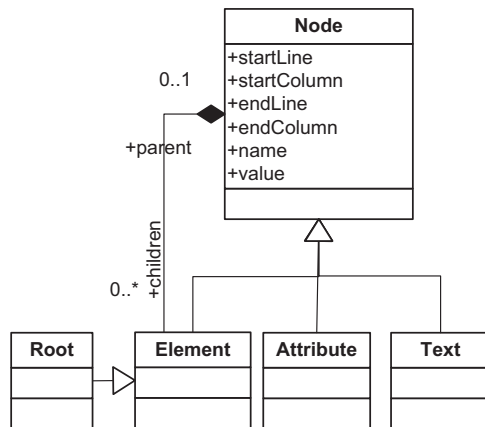 Node
+startLine
+startColumn
+endLine
+endColumn
+name
+value
0..1
+parent
+children
0..*
Root
Element
Attribute
Text